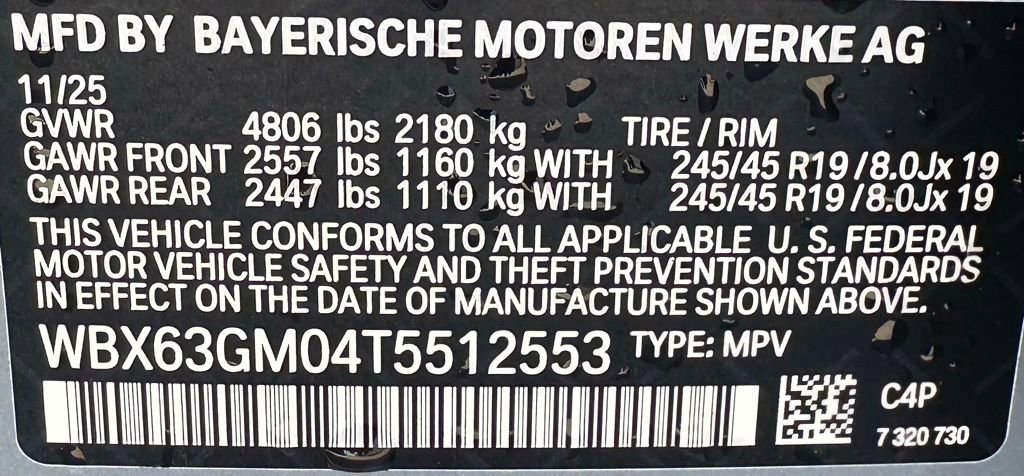 MFD BY BAYERISCHE MOTOREN WERKE AG
11/25
GVWR 4806 lbs 2180 kg TIRE / RIM
GAWR FRONT 2557 lbs 1160 kg WITH 245/45 R19 /8.0Jx 19
GAWR REAR 2447 lbs 1110 kg WITH 245/45 R19 /8.0Jx 19
THIS VEHICLE CONFORMS TO ALL APPLICABLE U. S. FEDERAL
MOTOR VEHICLE SAFETY AND THEFT PREVENTION STANDARDS
IN EFFECT ON THE DATE OF MANUFACTURE SHOWN ABOVE.
WBX63GM04T5512553 TYPE: MPV
C4P
7 320 730